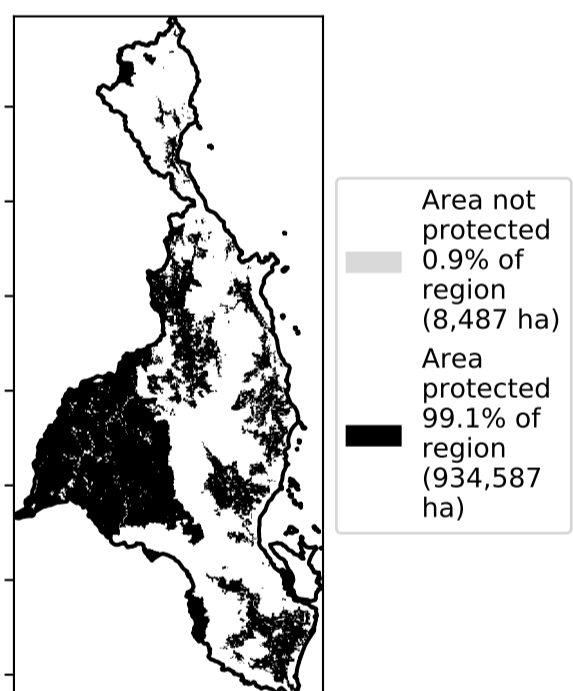 Area not
protected
0.9% of
region
(8,487 ha)
Area
protected
99.1% of
region
(934,587
ha)